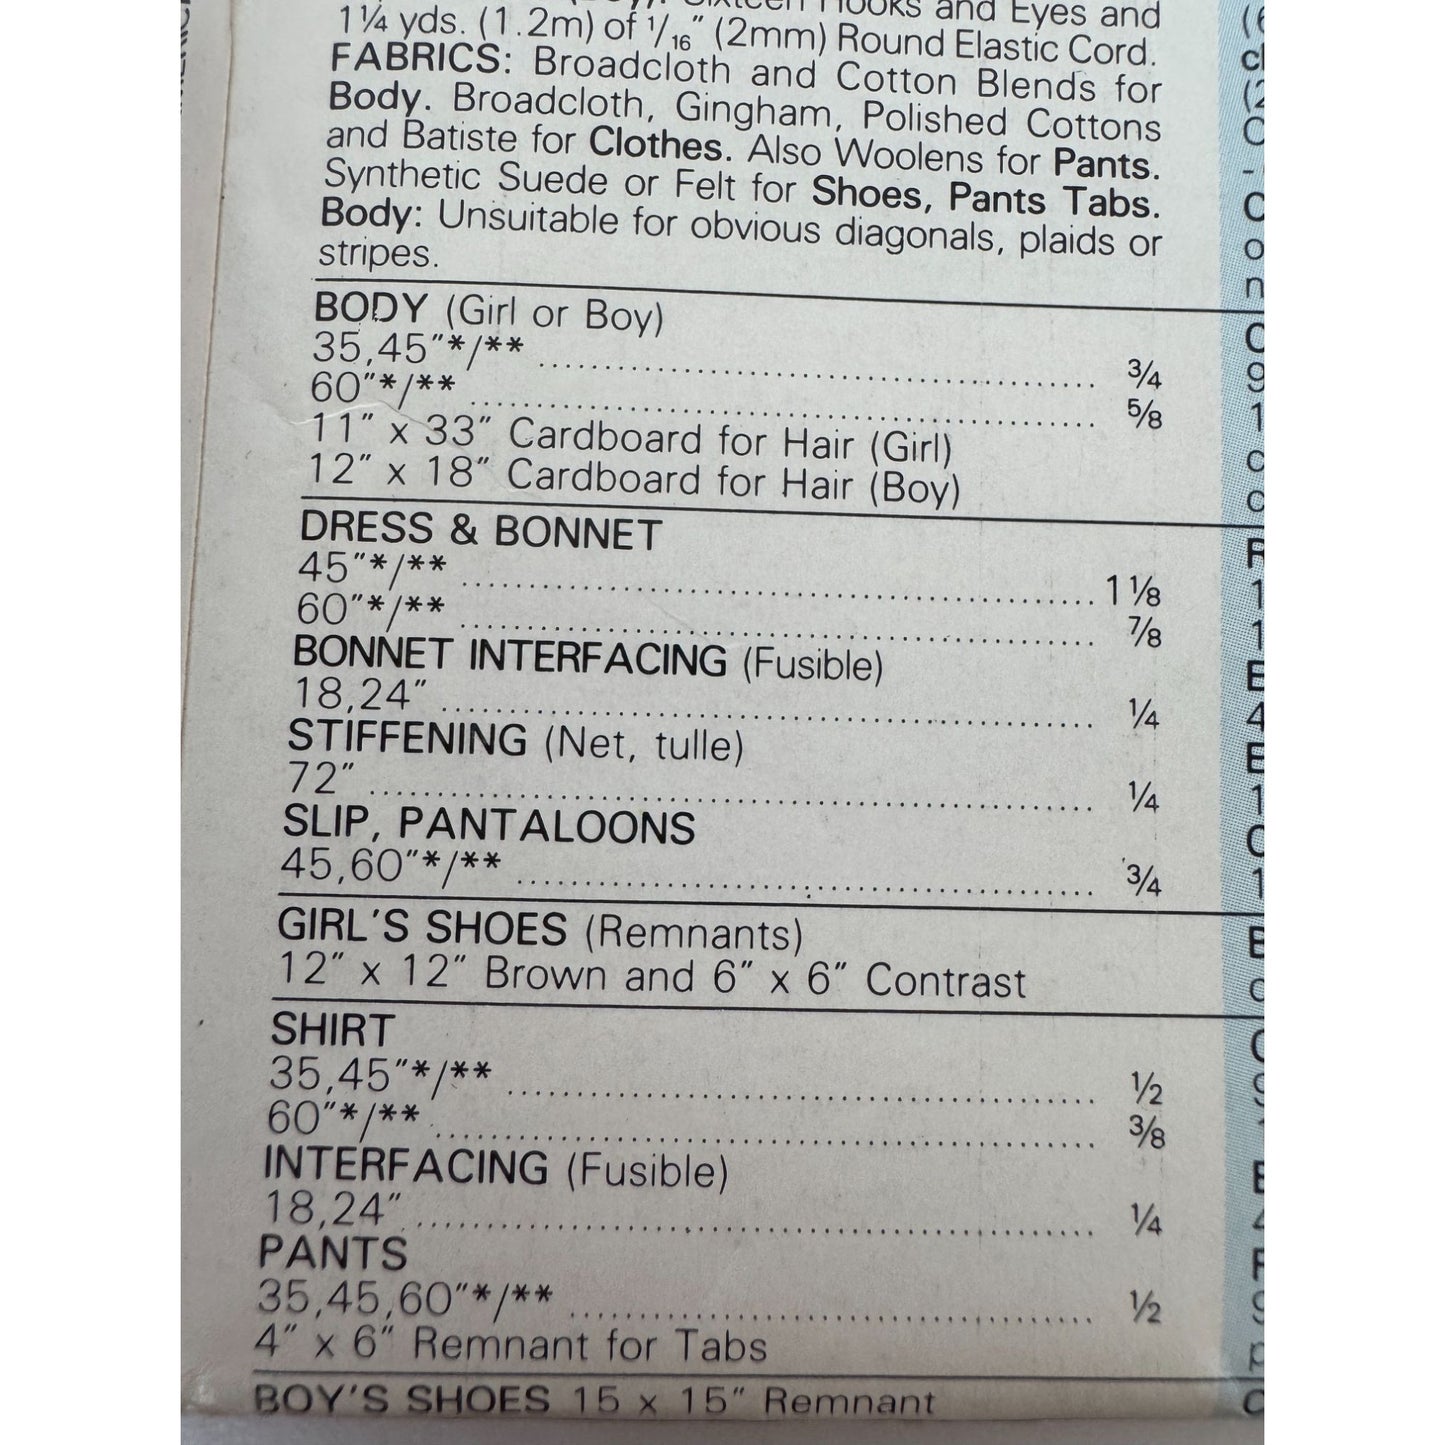 Hooks and Eyes and
1¼ yds. (1.2m) of 1/16" (2mm) Round Elastic Cord.
FABRICS: Broadcloth and Cotton Blends for
Body. Broadcloth, Gingham, Polished Cottons
and Batiste for Clothes. Also Woolens for Pants.
Synthetic Suede or Felt for Shoes, Pants Tabs.
Body: Unsuitable for obvious diagonals, plaids or
stripes.
BODY (Girl or Boy)
35,45"*/** ........ ¾
60"*/** ........ ⅝
11" x 33" Cardboard for Hair (Girl)
12" x 18" Cardboard for Hair (Boy)
DRESS & BONNET
45"*/** ........ 1⅛
60"*/** ........ ⅞
BONNET INTERFACING (Fusible)
18,24" ........ ¼
STIFFENING (Net, tulle)
72" ........ ¼
SLIP, PANTALOONS
45,60"*/** ........ ¾
GIRL'S SHOES (Remnants)
12" x 12" Brown and 6" x 6" Contrast
SHIRT
35,45"*/** ........ ½
60"*/** ........ ⅜
INTERFACING (Fusible)
18,24" ........ ¼
PANTS
35,45,60"*/** ........ ½
4" x 6" Remnant for Tabs
BOY'S SHOES 15 x 15" Remnant